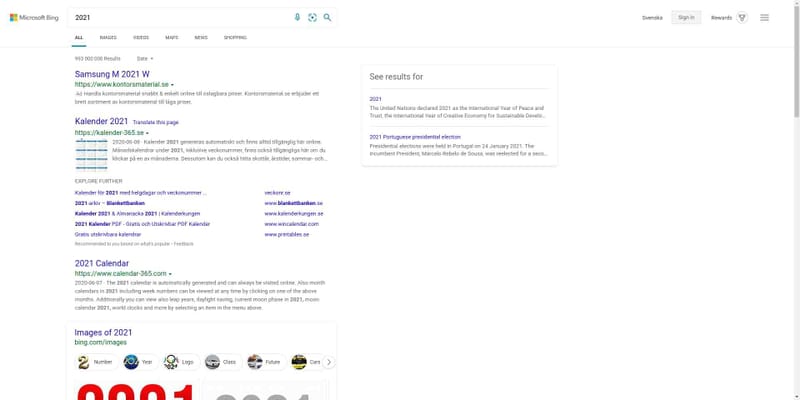 Microsoft Bing
2021
Svenska
Sign in
Rewards
ALL
IMAGES
VIDEOS
MAPS
NEWS
SHOPPING
993 000 000 Results
Date
Samsung M 2021 W
https://www.kontorsmaterial.se
Ad Handla kontorsmaterial snabbt & enkelt online till oslagbara priser. Kontorsmaterial.se erbjuder ett
brett sortiment av kontorsmaterial till låga priser.
Kalender 2021 Translate this page
https://kalender-365.se
2020-06-08 · Kalender 2021 genereras automatiskt och finns alltid tillgänglig här online.
Månadskalendrar under 2021, inklusive veckonummer, finns också tillgängliga här om du
klickar på en av månaderna. Dessutom kan du också hitta skottår, årstider, sommar- och...
EXPLORE FURTHER
Kalender för 2021 med helgdagar och veckonummer ...
veckonr.se
2021-arkiv – Blankettbanken
www.blankettbanken.se
Kalender 2021 & Almanacka 2021 | Kalenderkungen
www.kalenderkungen.se
2021 Kalender PDF - Gratis och Utskrivbar PDF Kalender
www.wincalendar.com
Gratis utskrivbara kalendrar
www.printables.se
Recommended to you based on what's popular • Feedback
2021 Calendar
https://www.calendar-365.com
2020-06-07 · The 2021 calendar is automatically generated and can always be visited online. Also month
calendars in 2021 including week numbers can be viewed at any time by clicking on one of the above
months. Additionally you can view also leap years, daylight saving, current moon phase in 2021, moon
calendar 2021, world clocks and more by selecting an item in the menu above.
Images of 2021
bing.com/images
Number
Year
Logo
Class
Future
Cars
2021
2021
See results for
2021
The United Nations declared 2021 as the International Year of Peace and
Trust, the International Year of Creative Economy for Sustainable Develo...
2021 Portuguese presidential election
Presidential elections were held in Portugal on 24 January 2021. The
incumbent President, Marcelo Rebelo de Sousa, was reelected for a seco...